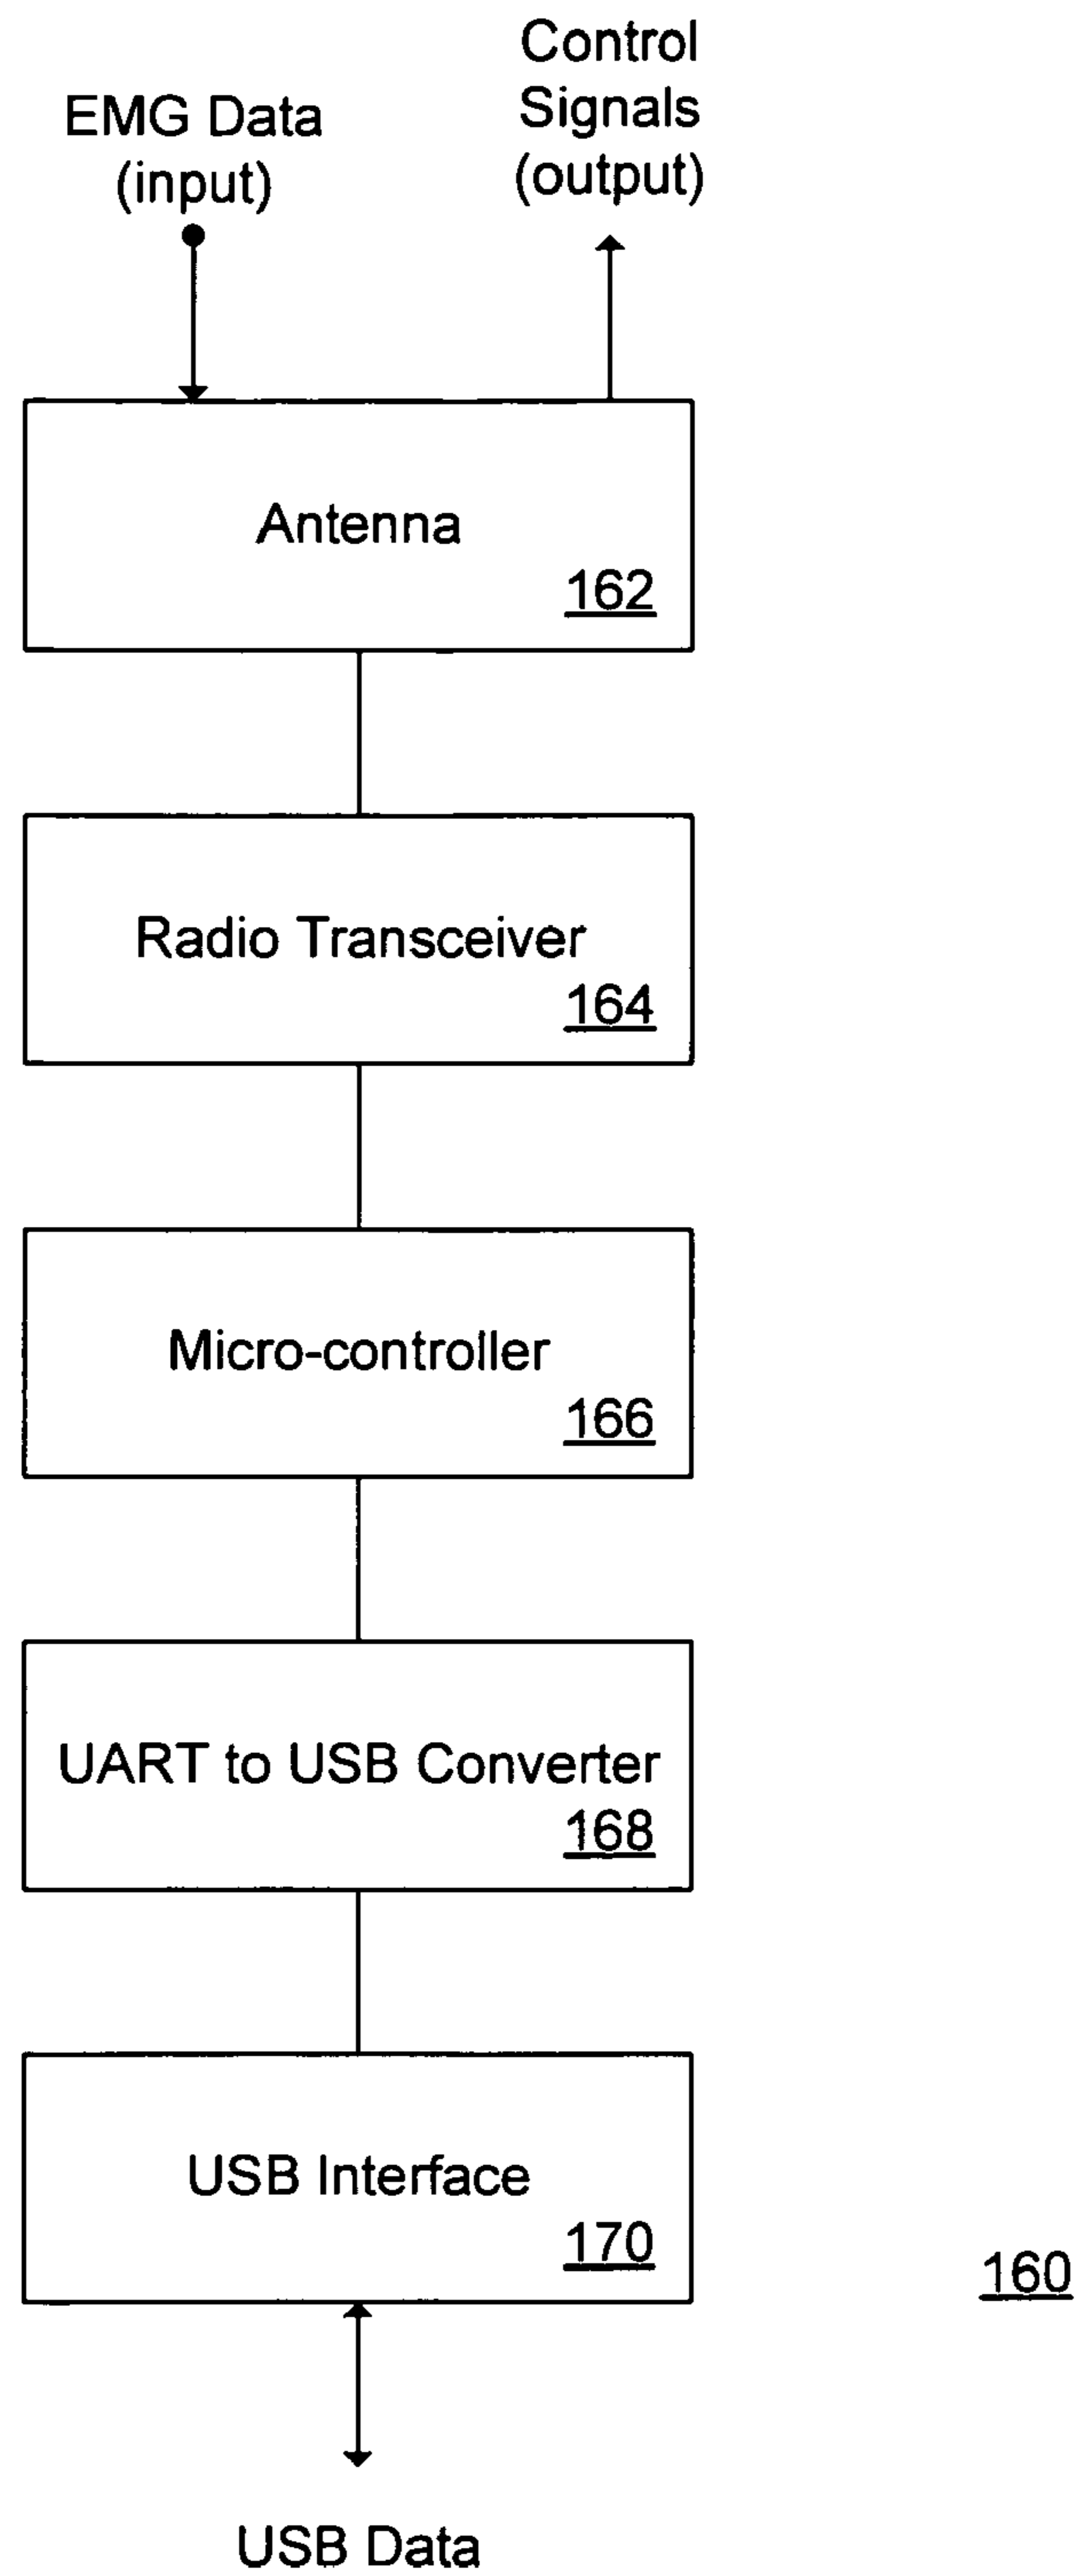 EMG Data
(input)
Control
Signals
(output)
Antenna
162
Radio Transceiver
164
Micro-controller
166
UART to USB Converter
168
USB Interface
170
160
USB Data